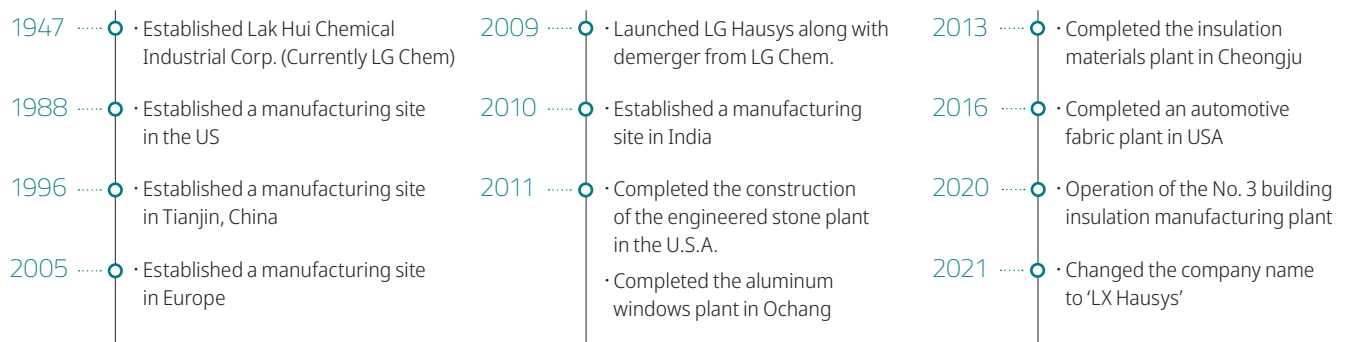 1947 · Established Lak Hui Chemical
Industrial Corp. (Currently LG Chem)
1988 · Established a manufacturing site
in the US
1996 · Established a manufacturing site
in Tianjin, China
2005 · Established a manufacturing site
in Europe
2009 · Launched LG Hausys along with
demerger from LG Chem.
2010 · Established a manufacturing
site in India
2011 · Completed the construction
of the engineered stone plant
in the U.S.A.
· Completed the aluminum
windows plant in Ochang
2013 · Completed the insulation
materials plant in Cheongju
2016 · Completed an automotive
fabric plant in USA
2020 · Operation of the No. 3 building
insulation manufacturing plant
2021 · Changed the company name
to ‘LX Hausys’